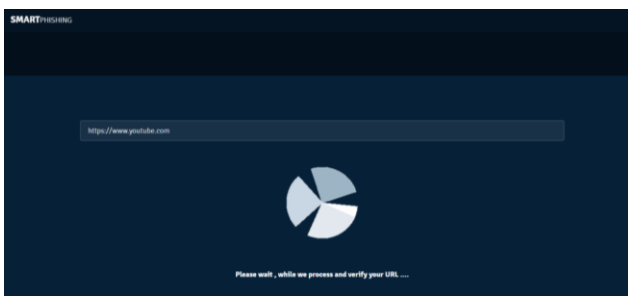 SMARTPHISHING
https://www.youtube.com
Please wait , while we process and verify your URL ....